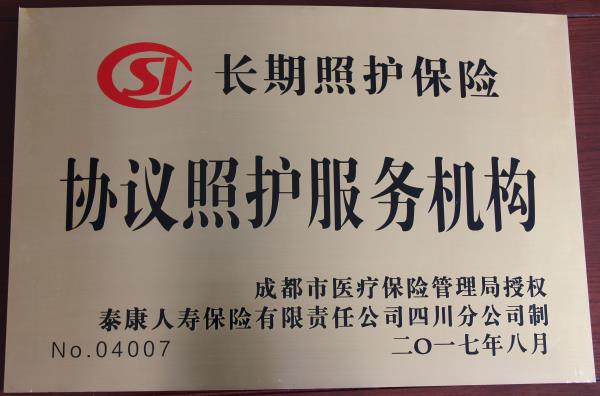 CSI 长期照护保险
协议照护服务机构
成都市医疗保险管理局授权
泰康人寿保险有限责任公司四川分公司制
No.04007 二〇一七年八月